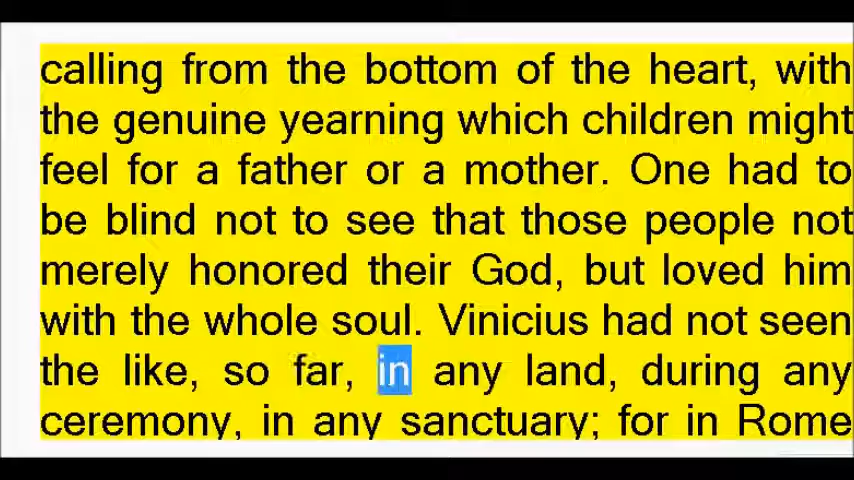 calling from the bottom of the heart, with
the genuine yearning which children might
feel for a father or a mother. One had to
be blind not to see that those people not
merely honored their God, but loved him
with the whole soul. Vinicius had not seen
the like, so far, in any land, during any
ceremony, in any sanctuary; for in Rome